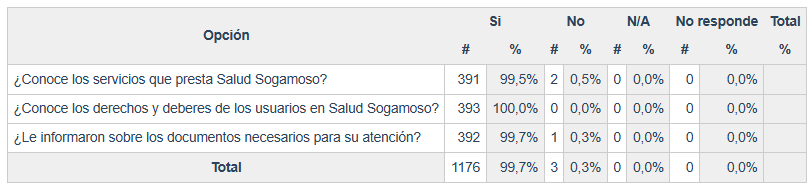 Opción Si No N/A No responde Total
# % # % # % # % %
¿Conoce los servicios que presta Salud Sogamoso? 391 99,5% 2 0,5% 0 0,0% 0 0,0%
¿Conoce los derechos y deberes de los usuarios en Salud Sogamoso? 393 100,0% 0 0,0% 0 0,0% 0 0,0%
¿Le informaron sobre los documentos necesarios para su atención? 392 99,7% 1 0,3% 0 0,0% 0 0,0%
Total 1176 99,7% 3 0,3% 0 0,0% 0 0,0%